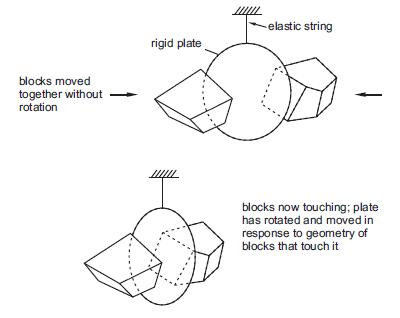 elastic string
rigid plate
blocks moved
together without
rotation
blocks now touching; plate
has rotated and moved in
response to geometry of
blocks that touch it